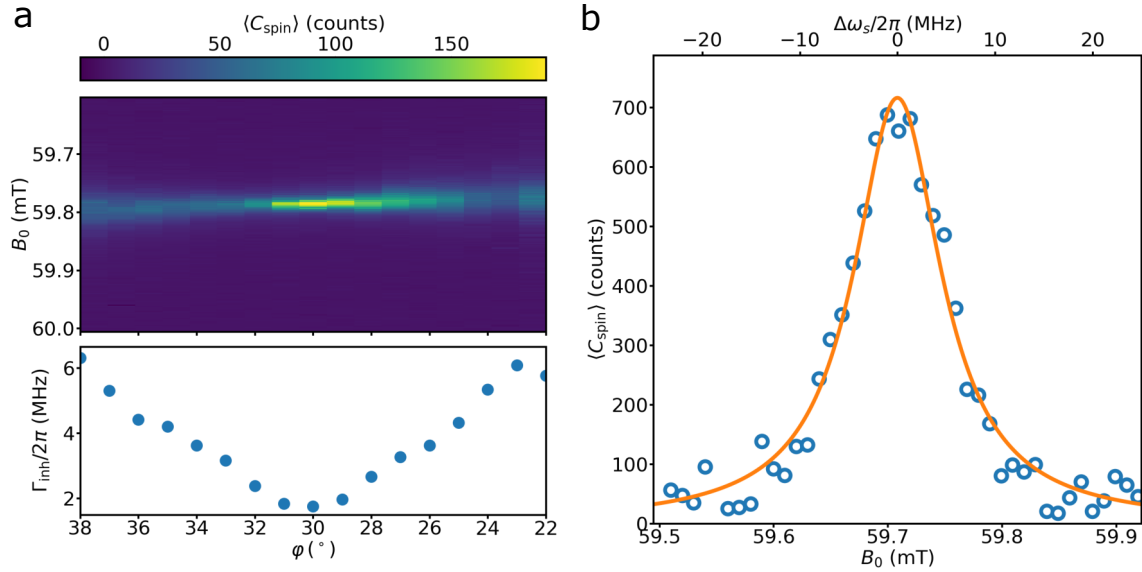 a
⟨C_spin⟩ (counts)
0 50 100 150
B_0 (mT)
59.7
59.8
59.9
60.0
Γ_inh/2π (MHz)
6
4
2
38 36 34 32 30 28 26 24 22
φ (°)
b
Δω_s/2π (MHz)
−20 −10 0 10 20
⟨C_spin⟩ (counts)
700
600
500
400
300
200
100
0
59.5 59.6 59.7 59.8 59.9
B_0 (mT)